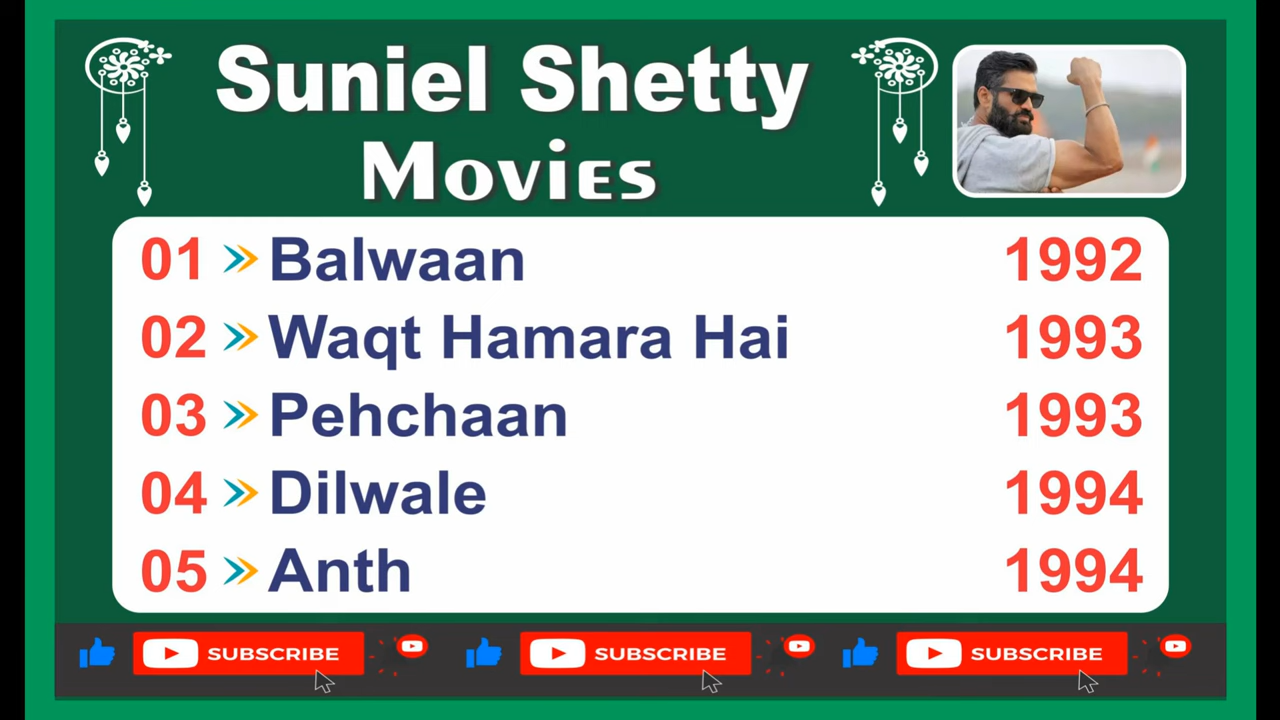 Suniel Shetty
Movies
01 Balwaan 1992
02 Waqt Hamara Hai 1993
03 Pehchaan 1993
04 Dilwale 1994
05 Anth 1994
SUBSCRIBE SUBSCRIBE SUBSCRIBE